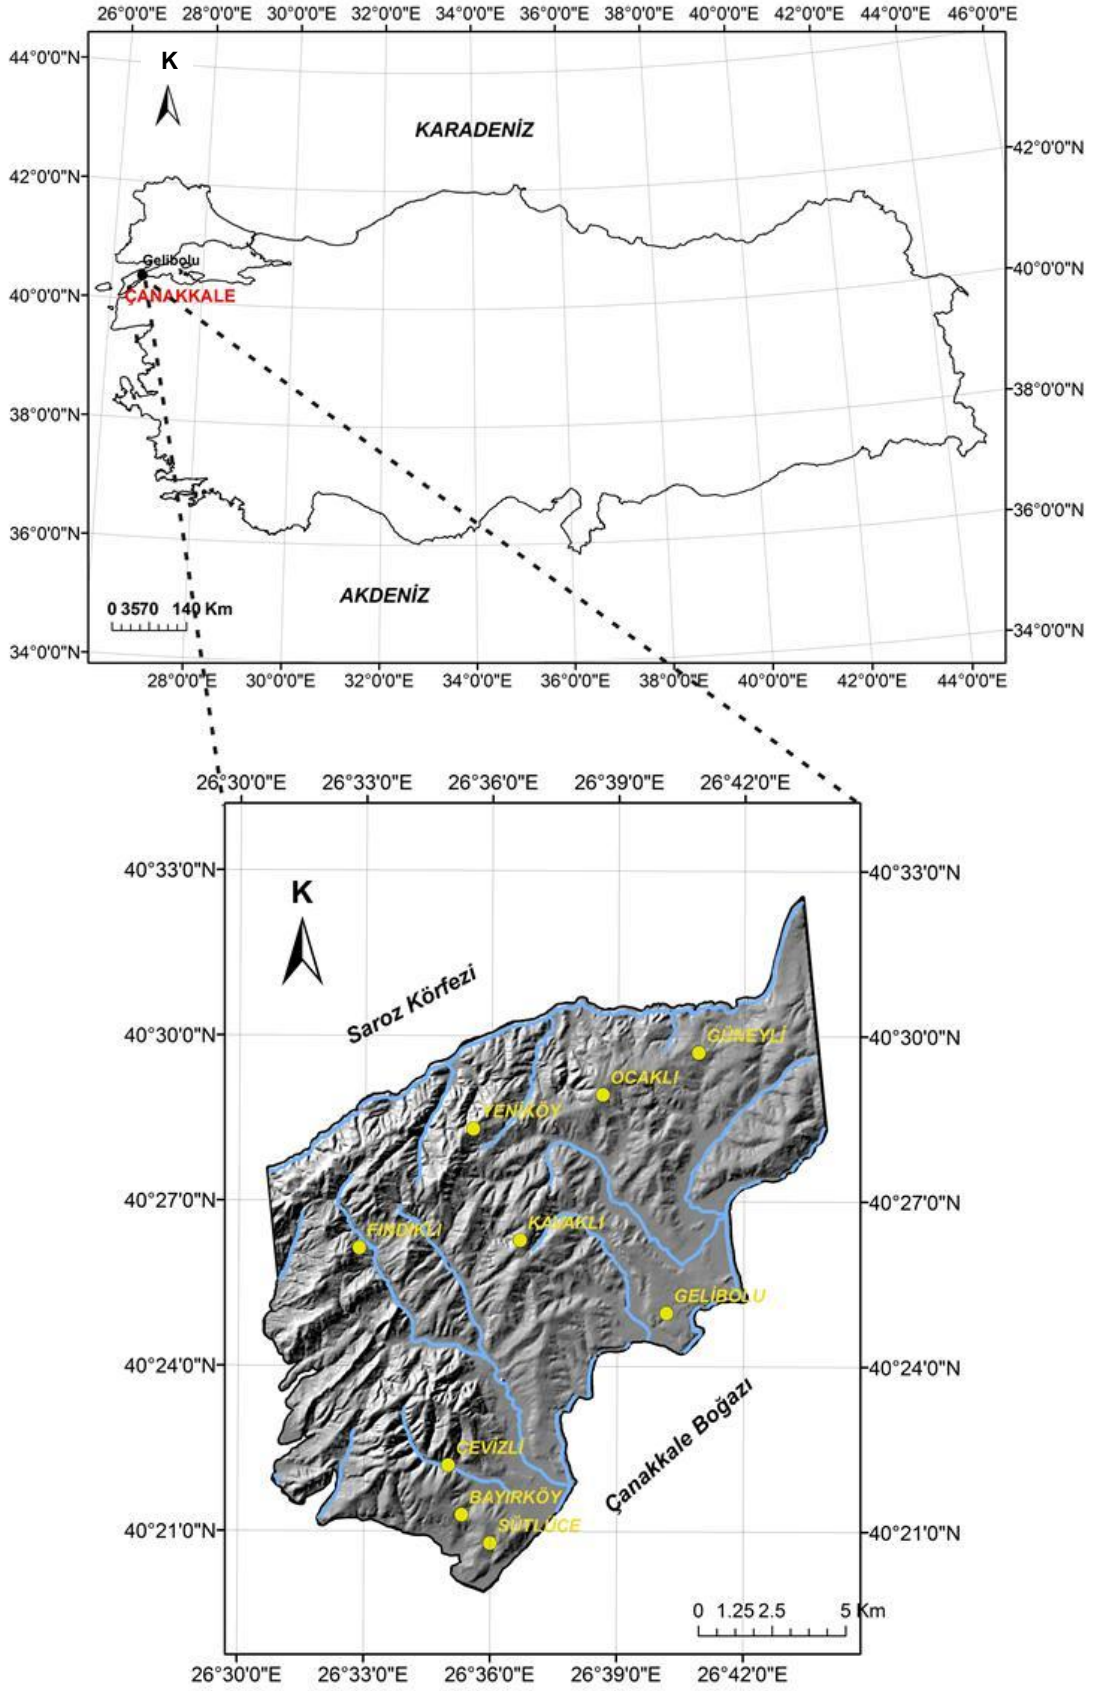 26°0'0"E 28°0'0"E 30°0'0"E 32°0'0"E 34°0'0"E 36°0'0"E 38°0'0"E 40°0'0"E 42°0'0"E 44°0'0"E 46°0'0"E
44°0'0"N
K
KARADENİZ
42°0'0"N
42°0'0"N
Gelibolu
40°0'0"N
ÇANAKKALE
40°0'0"N
38°0'0"N
38°0'0"N
36°0'0"N
36°0'0"N
AKDENİZ
0 3570 140 Km
34°0'0"N
34°0'0"N
28°0'0"E 30°0'0"E 32°0'0"E 34°0'0"E 36°0'0"E 38°0'0"E 40°0'0"E 42°0'0"E 44°0'0"E
26°30'0"E 26°33'0"E 26°36'0"E 26°39'0"E 26°42'0"E
40°33'0"N 40°33'0"N
K
Saroz Körfezi
40°30'0"N 40°30'0"N
GÜNEYLİ
OCAKLI
YENİKÖY
40°27'0"N 40°27'0"N
FINDIKLI
KAVAKLI
GELİBOLU
40°24'0"N 40°24'0"N
Çanakkale Boğazı
CEVİZLİ
BAYIRKÖY
SÜTLÜCE
40°21'0"N 40°21'0"N
0 1.25 2.5 5 Km
26°30'0"E 26°33'0"E 26°36'0"E 26°39'0"E 26°42'0"E